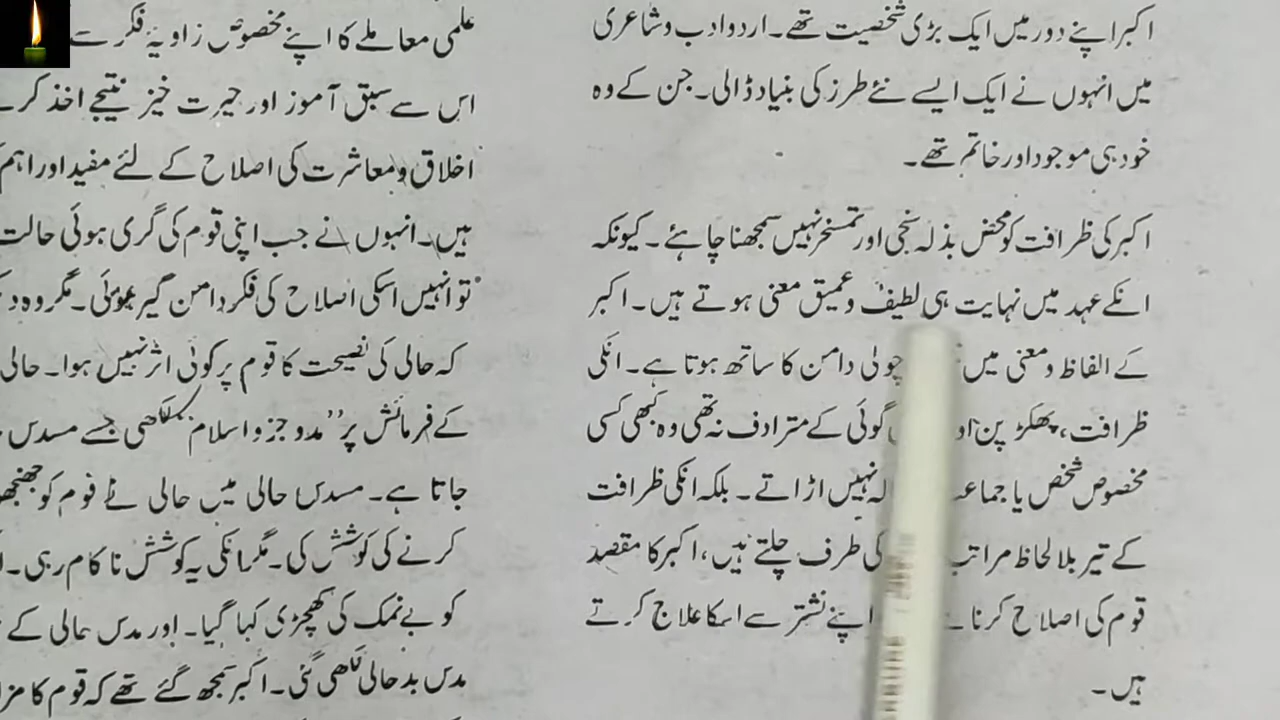 اکبر اپنے دور میں ایک بڑی شخصیت تھے۔ اردو ادب و شاعری
میں انہوں نے ایک ایسے نئے طرز کی بنیاد ڈالی۔ جن کے وہ
خود ہی موجود اور خاتم تھے۔
اکبر کی ظرافت کو محض بذلہ سنجی اور تمسخر نہیں سمجھنا چاہئے۔ کیونکہ
انکے عہد میں نہایت ہی لطیف و عمیق معنی ہوتے ہیں۔ اکبر
کے الفاظ و معنی میں چولی دامن کا ساتھ ہوتا ہے۔ انکی
ظرافت، پھکڑ پن گوئی کے مترادف نہ تھی وہ کبھی کسی
مخصوص شخص یا نہیں اڑاتے۔ بلکہ انکی ظرافت
کے تیر بلا لحاظ مراتب کی طرف چلتے ہیں، اکبر کا مقصد
قوم کی اصلاح کرنا اپنے نشتر سے اسکا علاج کرتے
ہیں۔
علمی معاملے کا اپنے مخصوص زاویۂ فکر سے
اس سے سبق آموز اور حیرت خیز نتیجے اخذ کر
اخلاق و معاشرت کی اصلاح کے لئے مفید اور اہم
ہیں۔ انہوں نے جب اپنی قوم کی گری ہوئی حالت
تو انہیں اسکی اصلاح کی فکر دامن گیر ہوئی۔ مگر وہ
کہ حالی کی نصیحت کا قوم پر کوئی اثر نہیں ہوا۔ حالی
کے فرمائش پر ”مدو جزو اسلام“ لکھی جسے مسدس
جاتا ہے۔ مسدس حالی میں حالی نے قوم کو
کرنے کی کوشش کی۔ مگر انکی یہ کوشش ناکام رہی۔
کو بے نمک کی کھچڑی کہا گیا۔ اور مدس حالی کے
مدس بد حالی لکھی گئی۔ اکبر سمجھ گئے تھے کہ قوم کا